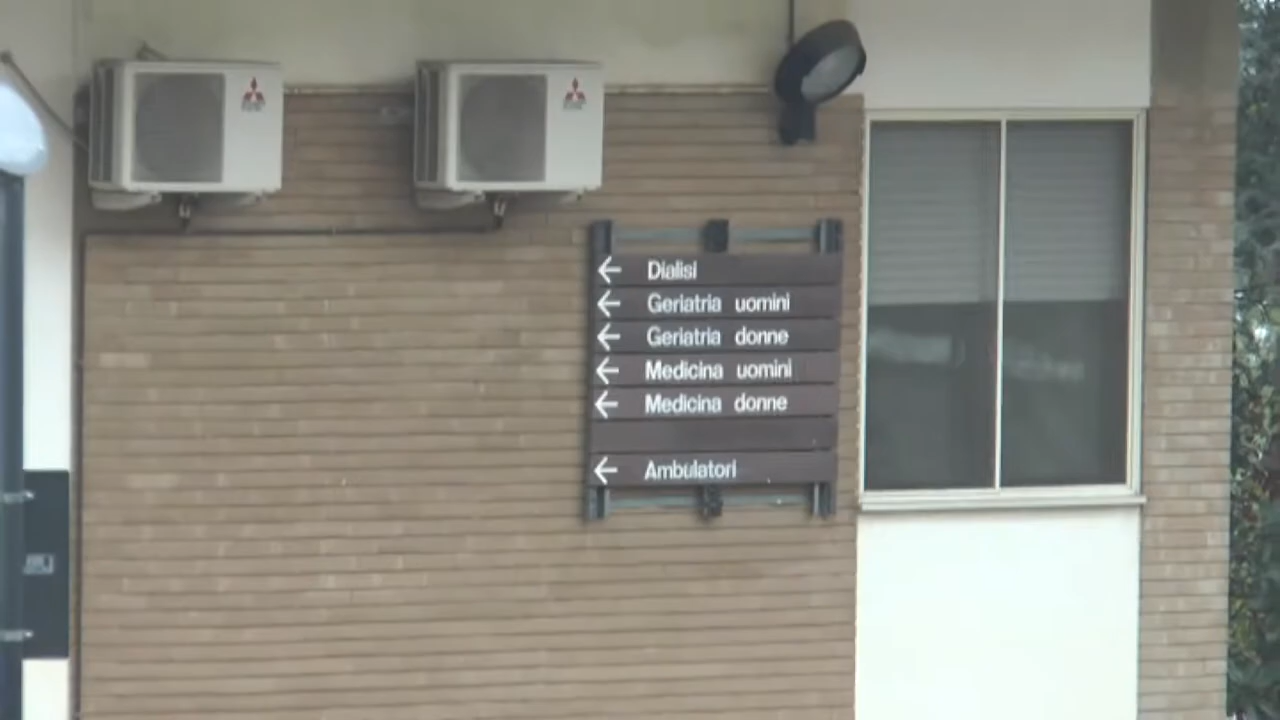 Dialisi
Geriatria uomini
Geriatria donne
Medicina uomini
Medicina donne
Ambulatori